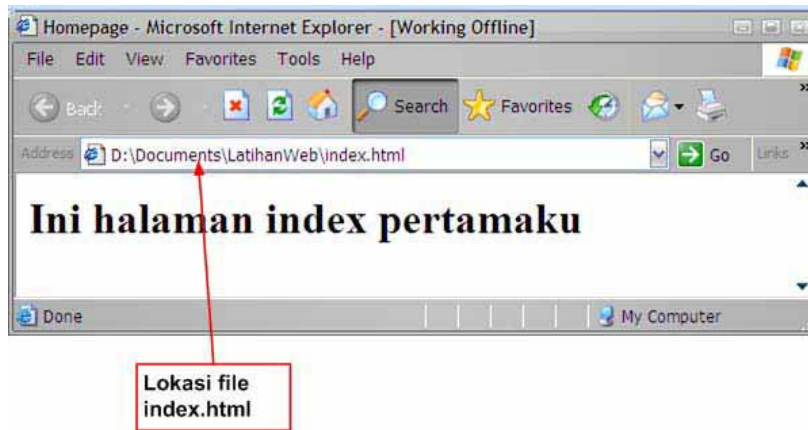 Homepage - Microsoft Internet Explorer - [Working Offline]
File Edit View Favorites Tools Help
Back Search Favorites »
Address D:\Documents\LatihanWeb\index.html Go Links »
Ini halaman index pertamaku
Done My Computer
Lokasi file
index.html